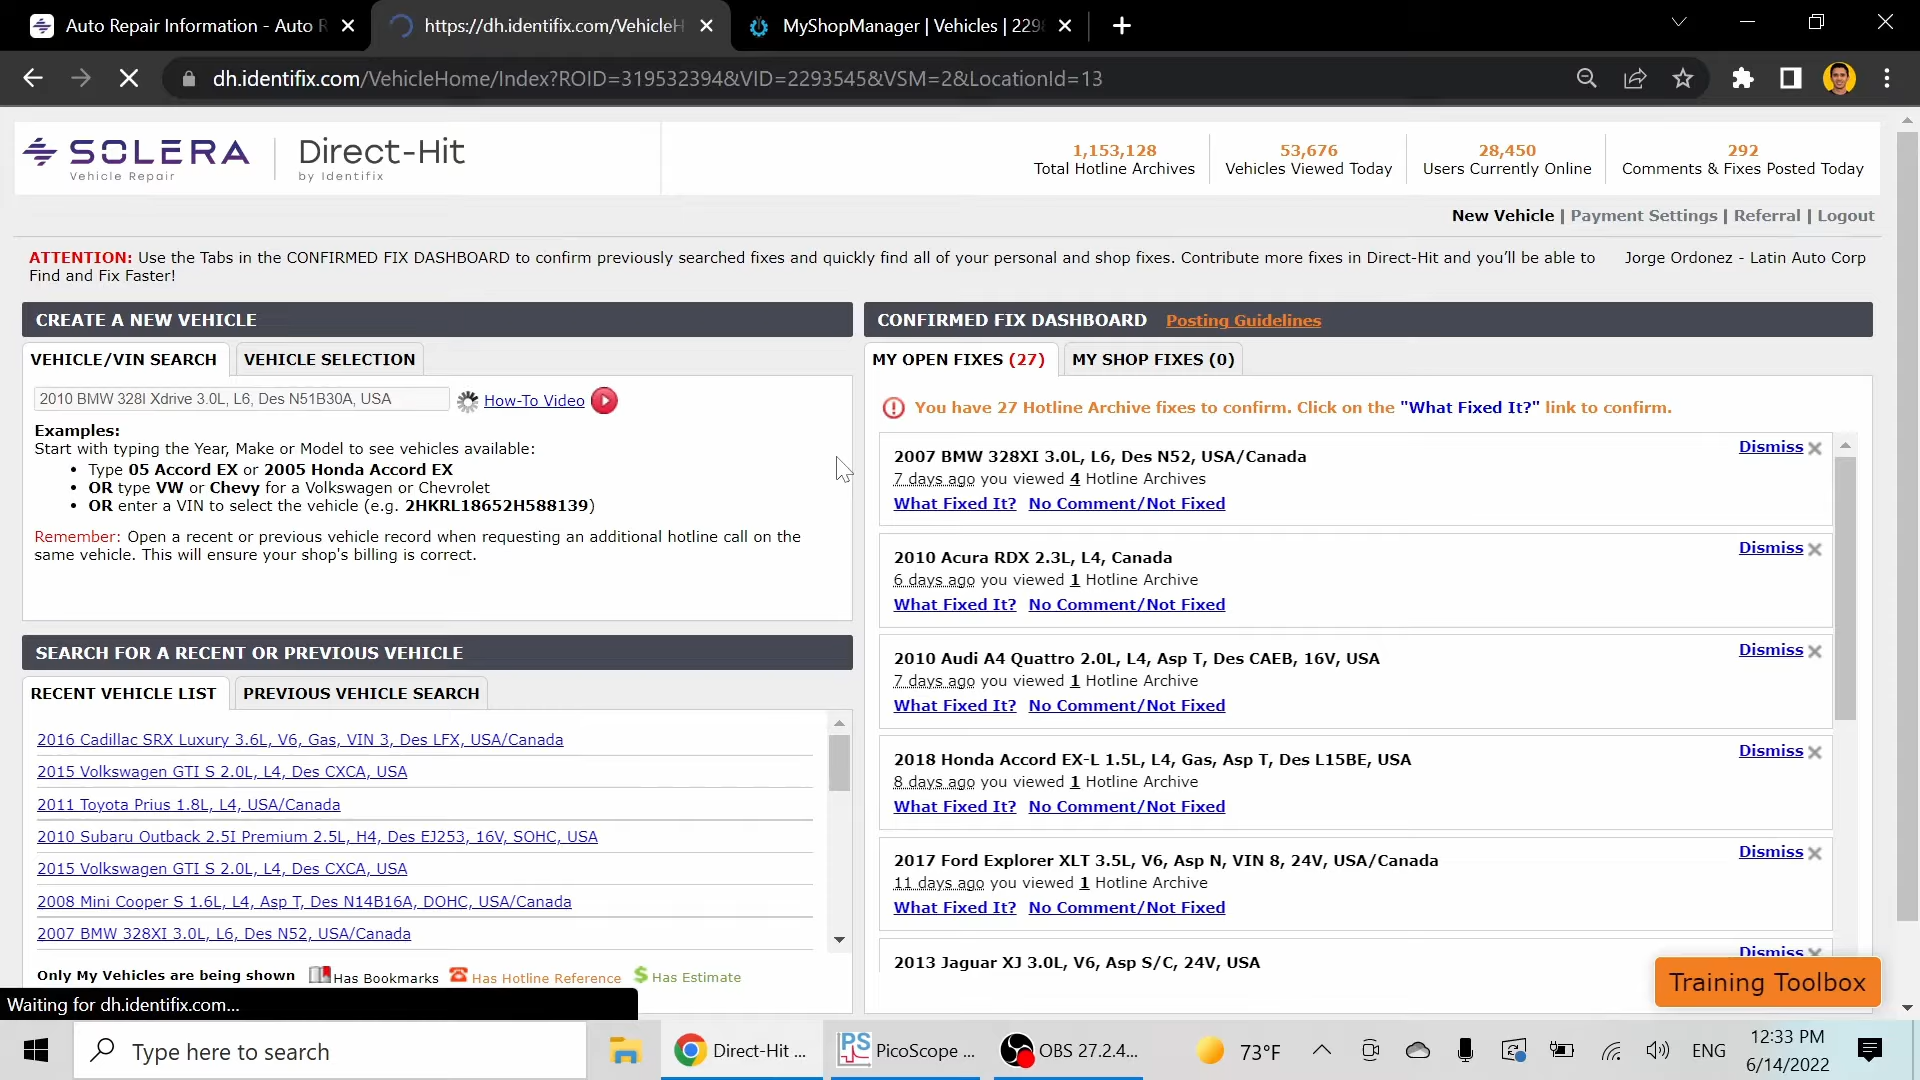 Auto Repair Information - Auto R
https://dh.identifix.com/VehicleH
MyShopManager | Vehicles | 229
dh.identifix.com/VehicleHome/Index?ROID=319532394&VID=2293545&VSM=2&LocationId=13
SOLERA
Vehicle Repair
Direct-Hit
by Identifix
1,153,128
Total Hotline Archives
53,676
Vehicles Viewed Today
28,450
Users Currently Online
292
Comments & Fixes Posted Today
New Vehicle | Payment Settings | Referral | Logout
ATTENTION: Use the Tabs in the CONFIRMED FIX DASHBOARD to confirm previously searched fixes and quickly find all of your personal and shop fixes. Contribute more fixes in Direct-Hit and you’ll be able to
Find and Fix Faster!
Jorge Ordonez - Latin Auto Corp
CREATE A NEW VEHICLE
VEHICLE/VIN SEARCH
VEHICLE SELECTION
2010 BMW 328I Xdrive 3.0L, L6, Des N51B30A, USA
How-To Video
Examples:
Start with typing the Year, Make or Model to see vehicles available:
• Type 05 Accord EX or 2005 Honda Accord EX
• OR type VW or Chevy for a Volkswagen or Chevrolet
• OR enter a VIN to select the vehicle (e.g. 2HKRL18652H588139)
Remember: Open a recent or previous vehicle record when requesting an additional hotline call on the
same vehicle. This will ensure your shop's billing is correct.
SEARCH FOR A RECENT OR PREVIOUS VEHICLE
RECENT VEHICLE LIST
PREVIOUS VEHICLE SEARCH
2016 Cadillac SRX Luxury 3.6L, V6, Gas, VIN 3, Des LFX, USA/Canada
2015 Volkswagen GTI S 2.0L, L4, Des CXCA, USA
2011 Toyota Prius 1.8L, L4, USA/Canada
2010 Subaru Outback 2.5I Premium 2.5L, H4, Des EJ253, 16V, SOHC, USA
2015 Volkswagen GTI S 2.0L, L4, Des CXCA, USA
2008 Mini Cooper S 1.6L, L4, Asp T, Des N14B16A, DOHC, USA/Canada
2007 BMW 328XI 3.0L, L6, Des N52, USA/Canada
Only My Vehicles are being shown
Has Bookmarks
Has Hotline Reference
$ Has Estimate
CONFIRMED FIX DASHBOARD
Posting Guidelines
MY OPEN FIXES (27)
MY SHOP FIXES (0)
You have 27 Hotline Archive fixes to confirm. Click on the "What Fixed It?" link to confirm.
2007 BMW 328XI 3.0L, L6, Des N52, USA/Canada
Dismiss
7 days ago you viewed 4 Hotline Archives
What Fixed It? No Comment/Not Fixed
2010 Acura RDX 2.3L, L4, Canada
Dismiss
6 days ago you viewed 1 Hotline Archive
What Fixed It? No Comment/Not Fixed
2010 Audi A4 Quattro 2.0L, L4, Asp T, Des CAEB, 16V, USA
Dismiss
7 days ago you viewed 1 Hotline Archive
What Fixed It? No Comment/Not Fixed
2018 Honda Accord EX-L 1.5L, L4, Gas, Asp T, Des L15BE, USA
Dismiss
8 days ago you viewed 1 Hotline Archive
What Fixed It? No Comment/Not Fixed
2017 Ford Explorer XLT 3.5L, V6, Asp N, VIN 8, 24V, USA/Canada
Dismiss
11 days ago you viewed 1 Hotline Archive
What Fixed It? No Comment/Not Fixed
2013 Jaguar XJ 3.0L, V6, Asp S/C, 24V, USA
Dismiss
Training Toolbox
Waiting for dh.identifix.com...
Type here to search
Direct-Hit ...
PS
PicoScope ...
OBS 27.2.4...
73°F
ENG
12:33 PM
6/14/2022